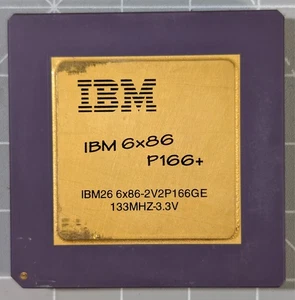 IBM
IBM 6x86
P166+
IBM26 6x86-2V2P166GE
133MHZ-3.3V